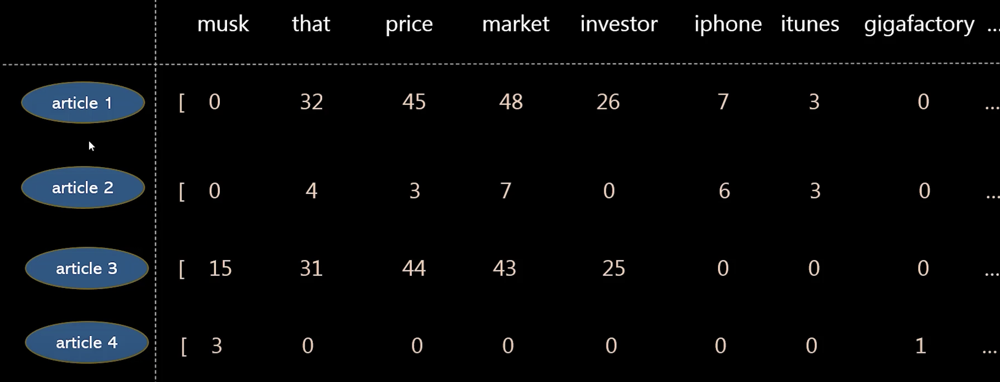 musk that price market investor iphone itunes gigafactory ...
article 1 [ 0 32 45 48 26 7 3 0 ...
article 2 [ 0 4 3 7 0 6 3 0 ...
article 3 [ 15 31 44 43 25 0 0 0 ...
article 4 [ 3 0 0 0 0 0 0 1 ...